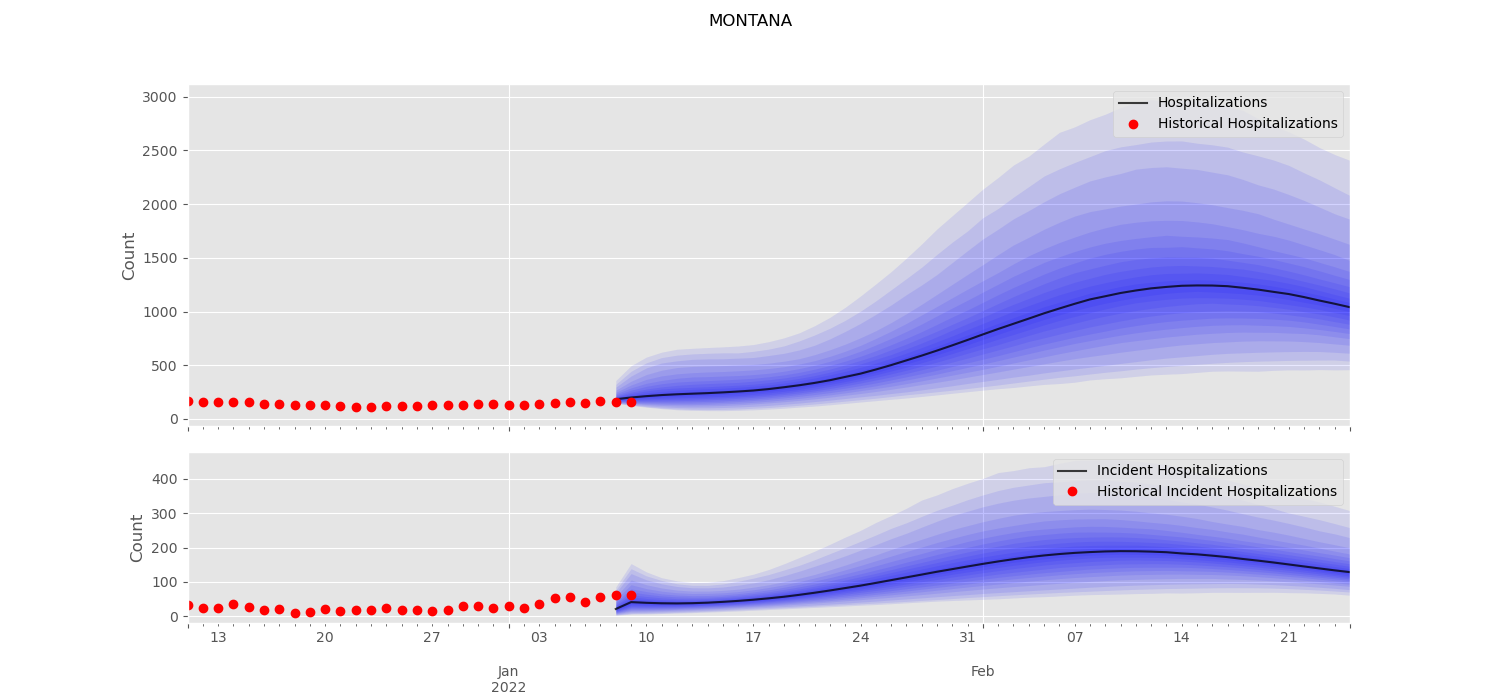 MONTANA
3000
2500
2000
1500
1000
500
0
Count
Hospitalizations
Historical Hospitalizations
400
300
200
100
0
Count
Incident Hospitalizations
Historical Incident Hospitalizations
13 20 27 03 10 17 24 31 07 14 21
Jan Feb
2022